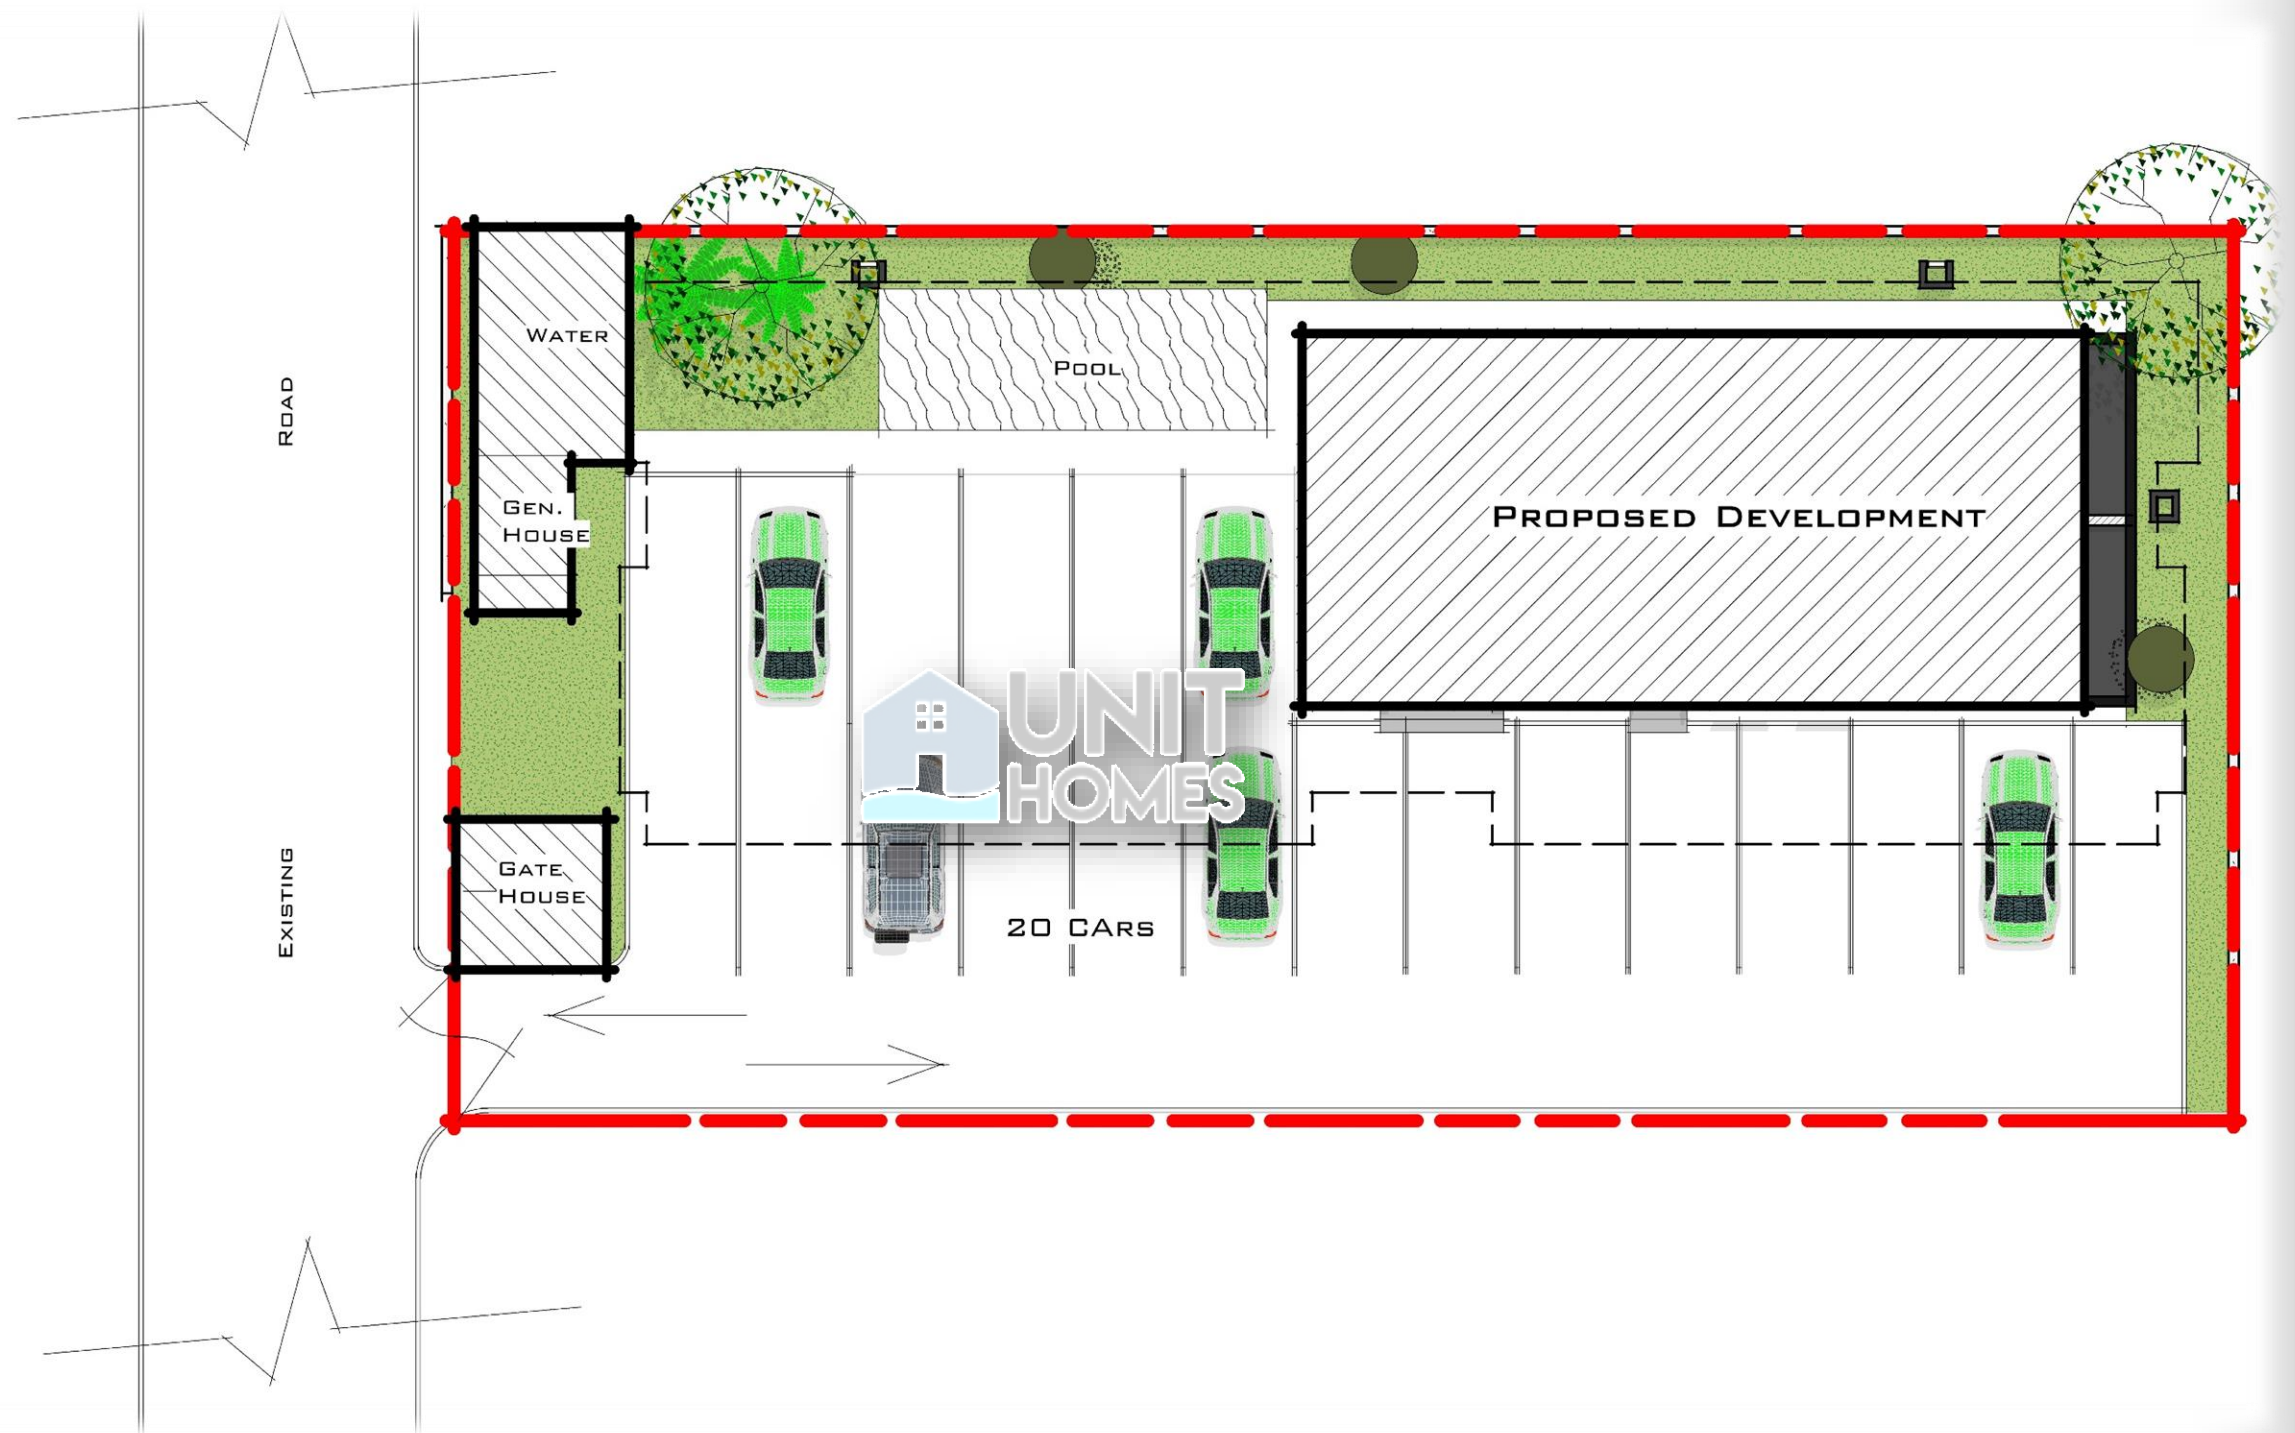 Water
Pool
Road
Gen.
House
Proposed Development
UNIT
HOMES
Gate
House
Existing
20 CArs